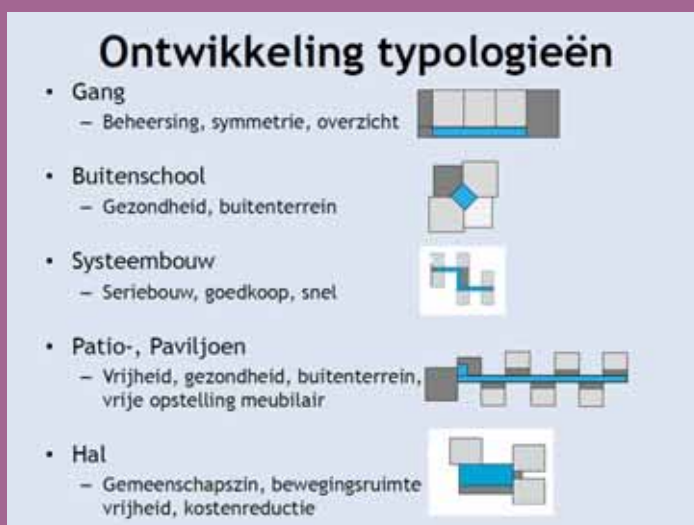 Ontwikkeling typologieën
• Gang
– Beheersing, symmetrie, overzicht
• Buitenschool
– Gezondheid, buitenterrein
• Systeembouw
– Seriebouw, goedkoop, snel
• Patio-, Paviljoen
– Vrijheid, gezondheid, buitenterrein,
vrije opstelling meubilair
• Hal
– Gemeenschapszin, bewegingsruimte
vrijheid, kostenreductie